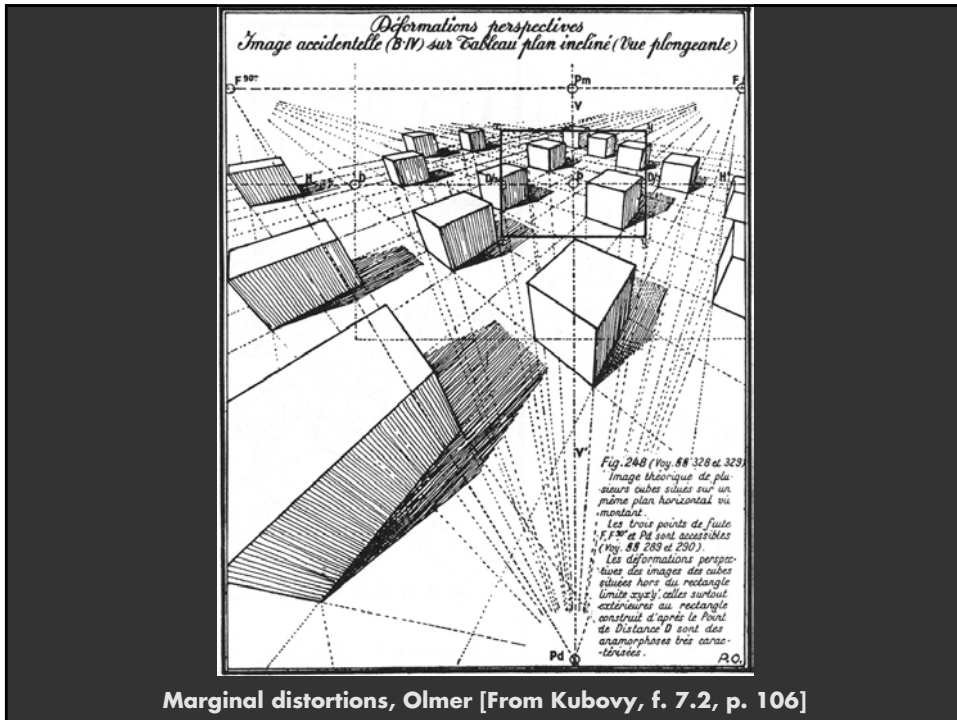 Déformations perspectives
Image accidentelle (B·IV) sur Tableau plan incliné (Vue plongeante)
F 90°
Pm
F
V
H
D
D/2
P
D/2
H'
V'
Fig. 248 (Voy. §§ 328 et 329)
Image théorique de plu-
-sieurs cubes situés sur un
même plan horizontal vu
montant.
Les trois points de fuite
F, F 90° et Pd sont accessibles
(Voy. §§ 289 et 290).
Les déformations perspec-
-tives des images des cubes
situées hors du rectangle
limite xyx'y', celles surtout
extérieures au rectangle
construit d'après le Point
de Distance D sont des
anamorphoses très carac-
-térisées.
Pd
P.O.
Marginal distortions, Olmer [From Kubovy, f. 7.2, p. 106]